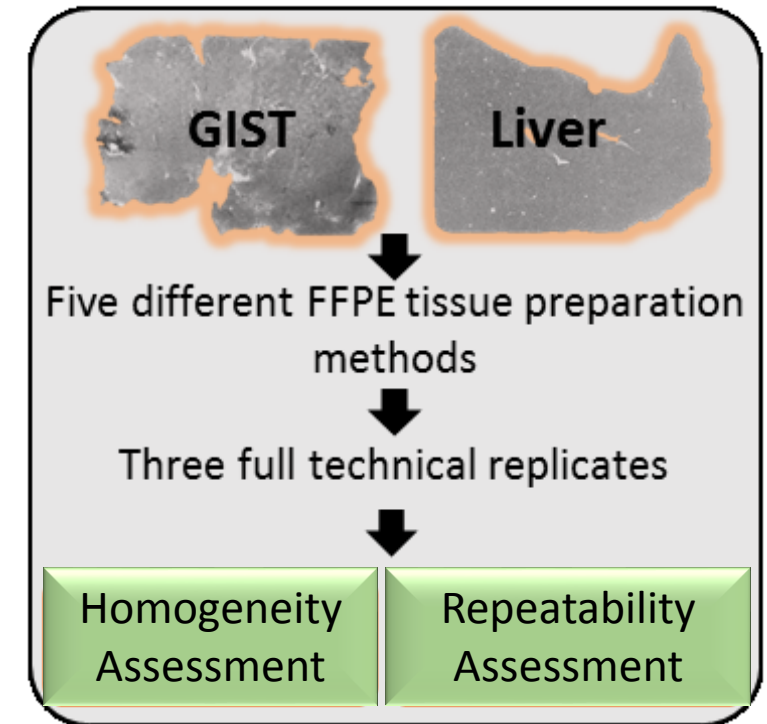 GIST Liver
Five different FFPE tissue preparation
methods
Three full technical replicates
Homogeneity
Assessment
Repeatability
Assessment